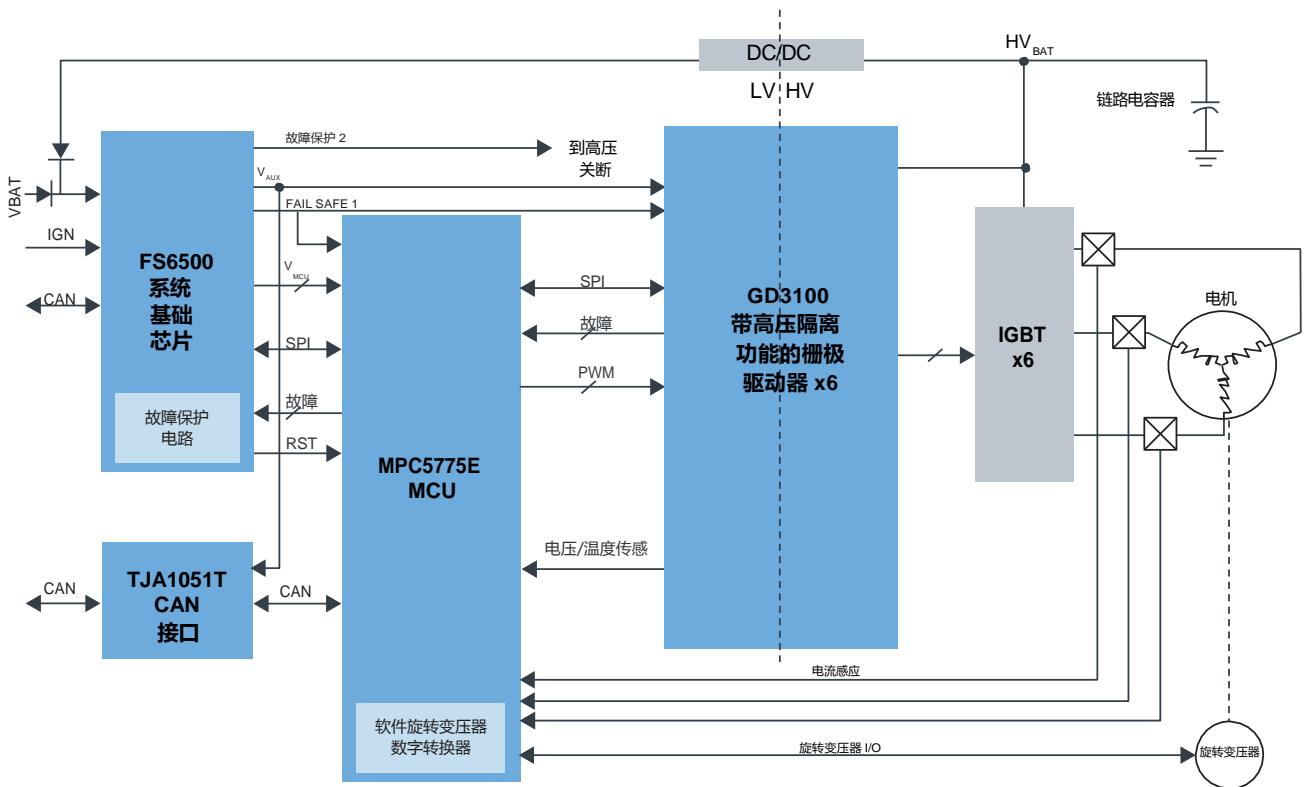 DC/DC
HV BAT
LV HV
链路电容器
故障保护 2
到高压
关断
V AUX
VBAT
FAIL SAFE 1
IGN
FS6500
系统
基础
芯片
V MCU
CAN
SPI
故障
RST
故障保护
电路
SPI
故障
PWM
GD3100
带高压隔离
功能的栅极
驱动器 x6
IGBT
x6
电机
MPC5775E
MCU
电压/温度传感
TJA1051T
CAN
接口
CAN
CAN
电流感应
软件旋转变压器
数字转换器
旋转变压器 I/O
旋转变压器